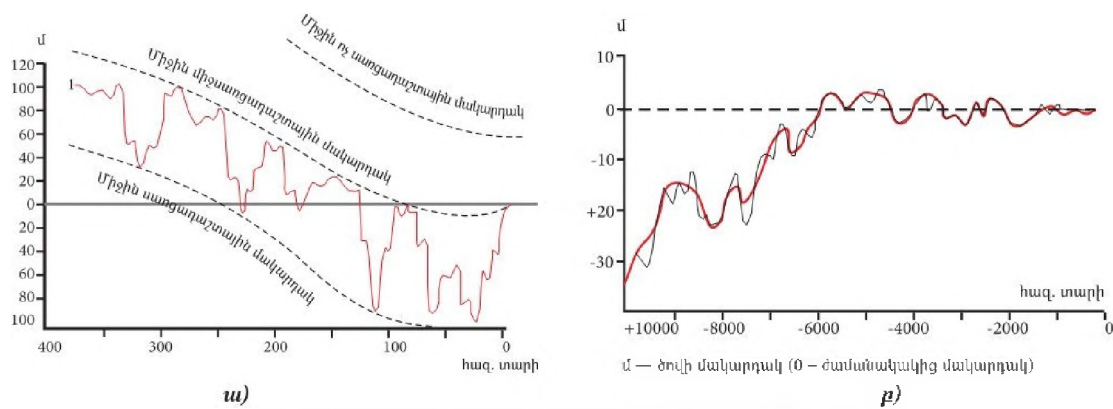 մ
120
100
80
60
40
20
0
20
40
60
80
100
1
Միջին միջսառցադաշտային մակարդակ
Միջին ոչ սառցադաշտային մակարդակ
Միջին սառցադաշտային մակարդակ
400 300 200 100 0
հազ. տարի
ա)
մ
10
0
-10
+20
-30
հազ. տարի
+10000 -8000 -6000 -4000 -2000 0
մ — ծովի մակարդակ (0 – ժամանակակից մակարդակ)
բ)